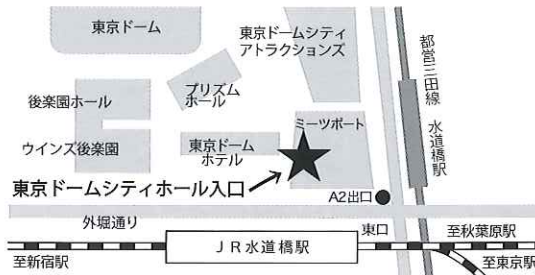 東京ドーム
東京ドームシティ
アトラクションズ
都営三田線 水道橋駅
プリズム
ホール
後楽園ホール
ミーツポート
東京ドーム
ホテル
ウインズ後楽園
東京ドームシティホール入口
A2出口
外堀通り
東口
至秋葉原駅
JR水道橋駅
至新宿駅
至東京駅